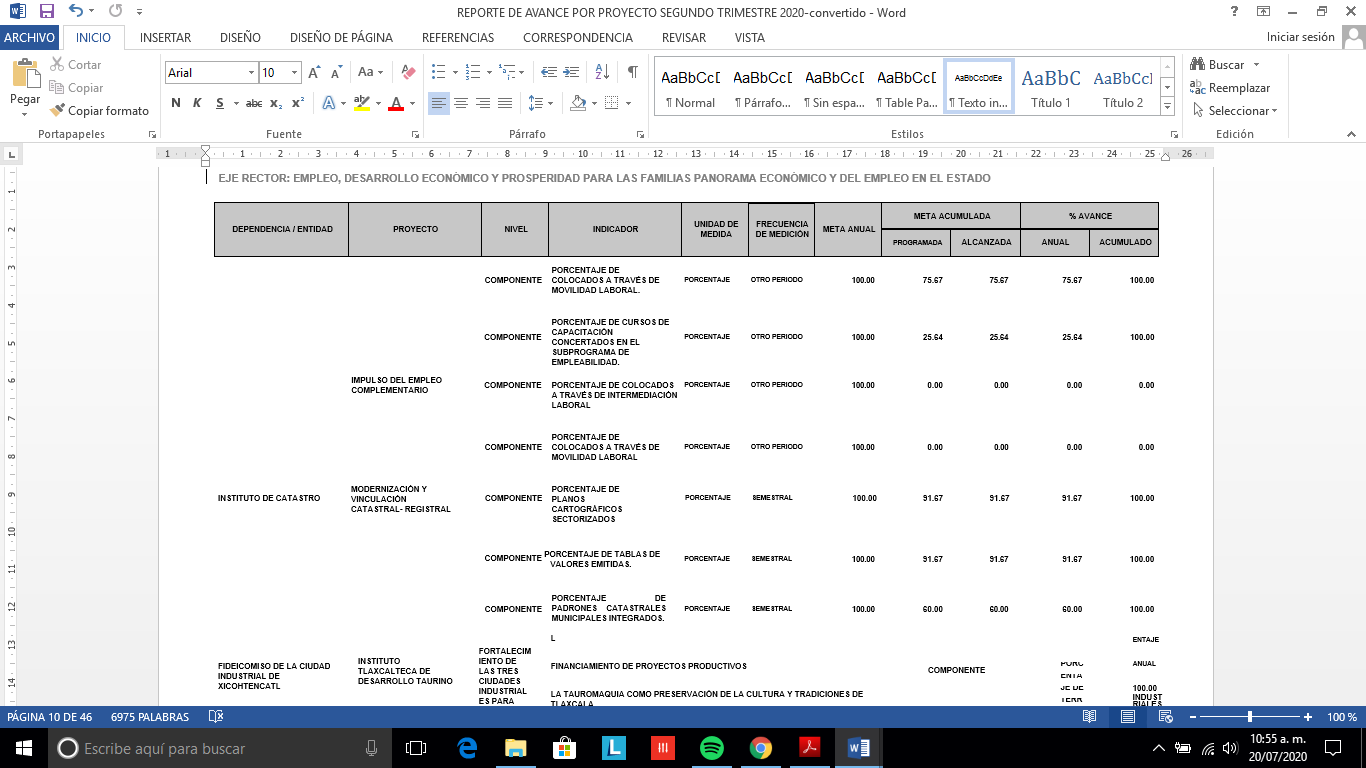 REPORTE DE AVANCE POR PROYECTO SEGUNDO TRIMESTRE 2020-convertido - Word
ARCHIVO INICIO INSERTAR DISEÑO DISEÑO DE PÁGINA REFERENCIAS CORRESPONDENCIA REVISAR VISTA Iniciar sesión
Pegar
Cortar
Copiar
Copiar formato
Portapapeles
Arial 10
Fuente
Párrafo
AaBbCcDdEe
¶ Normal ¶ Párrafo... ¶ Sin espa... ¶ Table Pa... ¶ Texto in... Título 1 Título 2
Estilos
Buscar
Reemplazar
Seleccionar
Edición
EJE RECTOR: EMPLEO, DESARROLLO ECONÓMICO Y PROSPERIDAD PARA LAS FAMILIAS PANORAMA ECONÓMICO Y DEL EMPLEO EN EL ESTADO
DEPENDENCIA / ENTIDAD
PROYECTO
NIVEL
INDICADOR
UNIDAD DE
MEDIDA
FRECUENCIA
DE MEDICIÓN
META ANUAL
META ACUMULADA
PROGRAMADA ALCANZADA
% AVANCE
ANUAL ACUMULADO
COMPONENTE
PORCENTAJE DE
COLOCADOS A TRAVÉS DE
MOVILIDAD LABORAL.
PORCENTAJE OTRO PERIODO 100.00 75.67 75.67 75.67 100.00
COMPONENTE
PORCENTAJE DE CURSOS DE
CAPACITACIÓN
CONCERTADOS EN EL
SUBPROGRAMA DE
EMPLEABILIDAD.
PORCENTAJE OTRO PERIODO 100.00 25.64 25.64 25.64 100.00
IMPULSO DEL EMPLEO
COMPLEMENTARIO
COMPONENTE
PORCENTAJE DE COLOCADOS
A TRAVÉS DE INTERMEDIACIÓN
LABORAL
PORCENTAJE OTRO PERIODO 100.00 0.00 0.00 0.00 0.00
COMPONENTE
PORCENTAJE DE
COLOCADOS A TRAVÉS DE
MOVILIDAD LABORAL
PORCENTAJE OTRO PERIODO 100.00 0.00 0.00 0.00 0.00
INSTITUTO DE CATASTRO
MODERNIZACIÓN Y
VINCULACIÓN
CATASTRAL- REGISTRAL
COMPONENTE
PORCENTAJE DE
PLANOS
CARTOGRÁFICOS
SECTORIZADOS
PORCENTAJE SEMESTRAL 100.00 91.67 91.67 91.67 100.00
COMPONENTE
PORCENTAJE DE TABLAS DE
VALORES EMITIDAS.
PORCENTAJE SEMESTRAL 100.00 91.67 91.67 91.67 100.00
COMPONENTE
PORCENTAJE DE
PADRONES CATASTRALES
MUNICIPALES INTEGRADOS.
PORCENTAJE SEMESTRAL 100.00 60.00 60.00 60.00 100.00
L
ENTAJE
FIDEICOMISO DE LA CIUDAD
INDUSTRIAL DE
XICOHTENCATL
INSTITUTO
TLAXCALTECA DE
DESARROLLO TAURINO
FORTALECIM
IENTO DE
LAS TRES
CIUDADES
INDUSTRIAL
ES PARA
FINANCIAMIENTO DE PROYECTOS PRODUCTIVOS
LA TAUROMAQUIA COMO PRESERVACIÓN DE LA CULTURA Y TRADICIONES DE
TLAXCALA
COMPONENTE
PORC
ENTA
JE DE
TERR
ANUAL
100.00
INDUST
RIALES
PÁGINA 10 DE 46 6975 PALABRAS 100 %
Escribe aquí para buscar
10:55 a. m.
20/07/2020